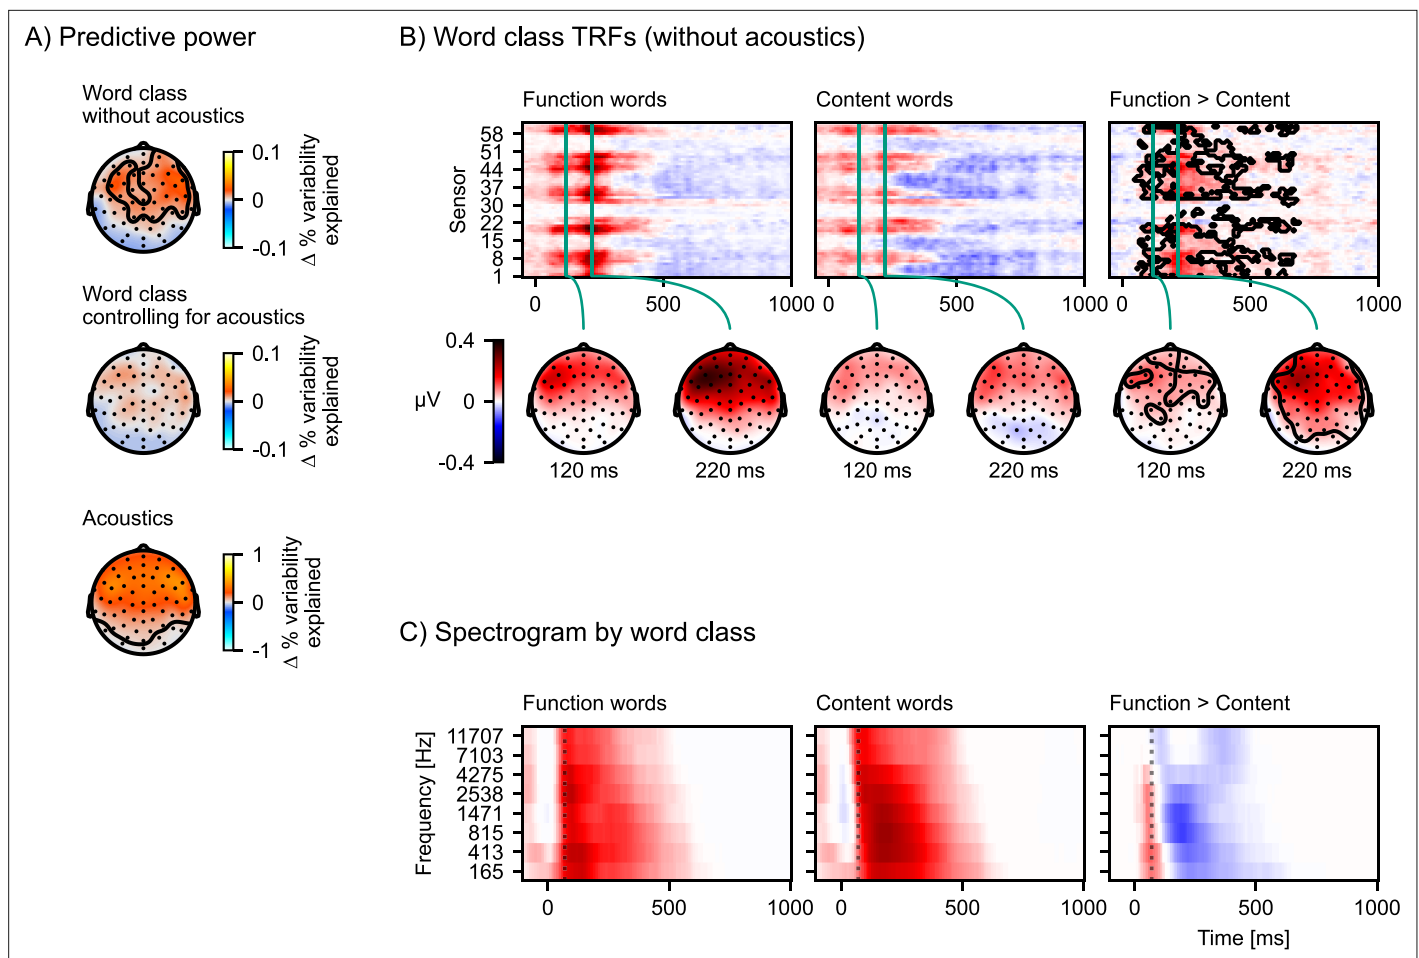 A) Predictive power
Word class
without acoustics
0.1
0
-0.1
Δ % variability
explained
Word class
controlling for acoustics
0.1
0
-0.1
Δ % variability
explained
Acoustics
1
0
-1
Δ % variability
explained
B) Word class TRFs (without acoustics)
Function words
Content words
Function > Content
Sensor
58
51
44
37
30
22
15
8
1
0
500
1000
0
500
1000
0
500
1000
0.4
μV
0
-0.4
120 ms
220 ms
120 ms
220 ms
120 ms
220 ms
C) Spectrogram by word class
Function words
Content words
Function > Content
Frequency [Hz]
11707
7103
4275
2538
1471
815
413
165
0
500
1000
0
500
1000
0
500
1000
Time [ms]